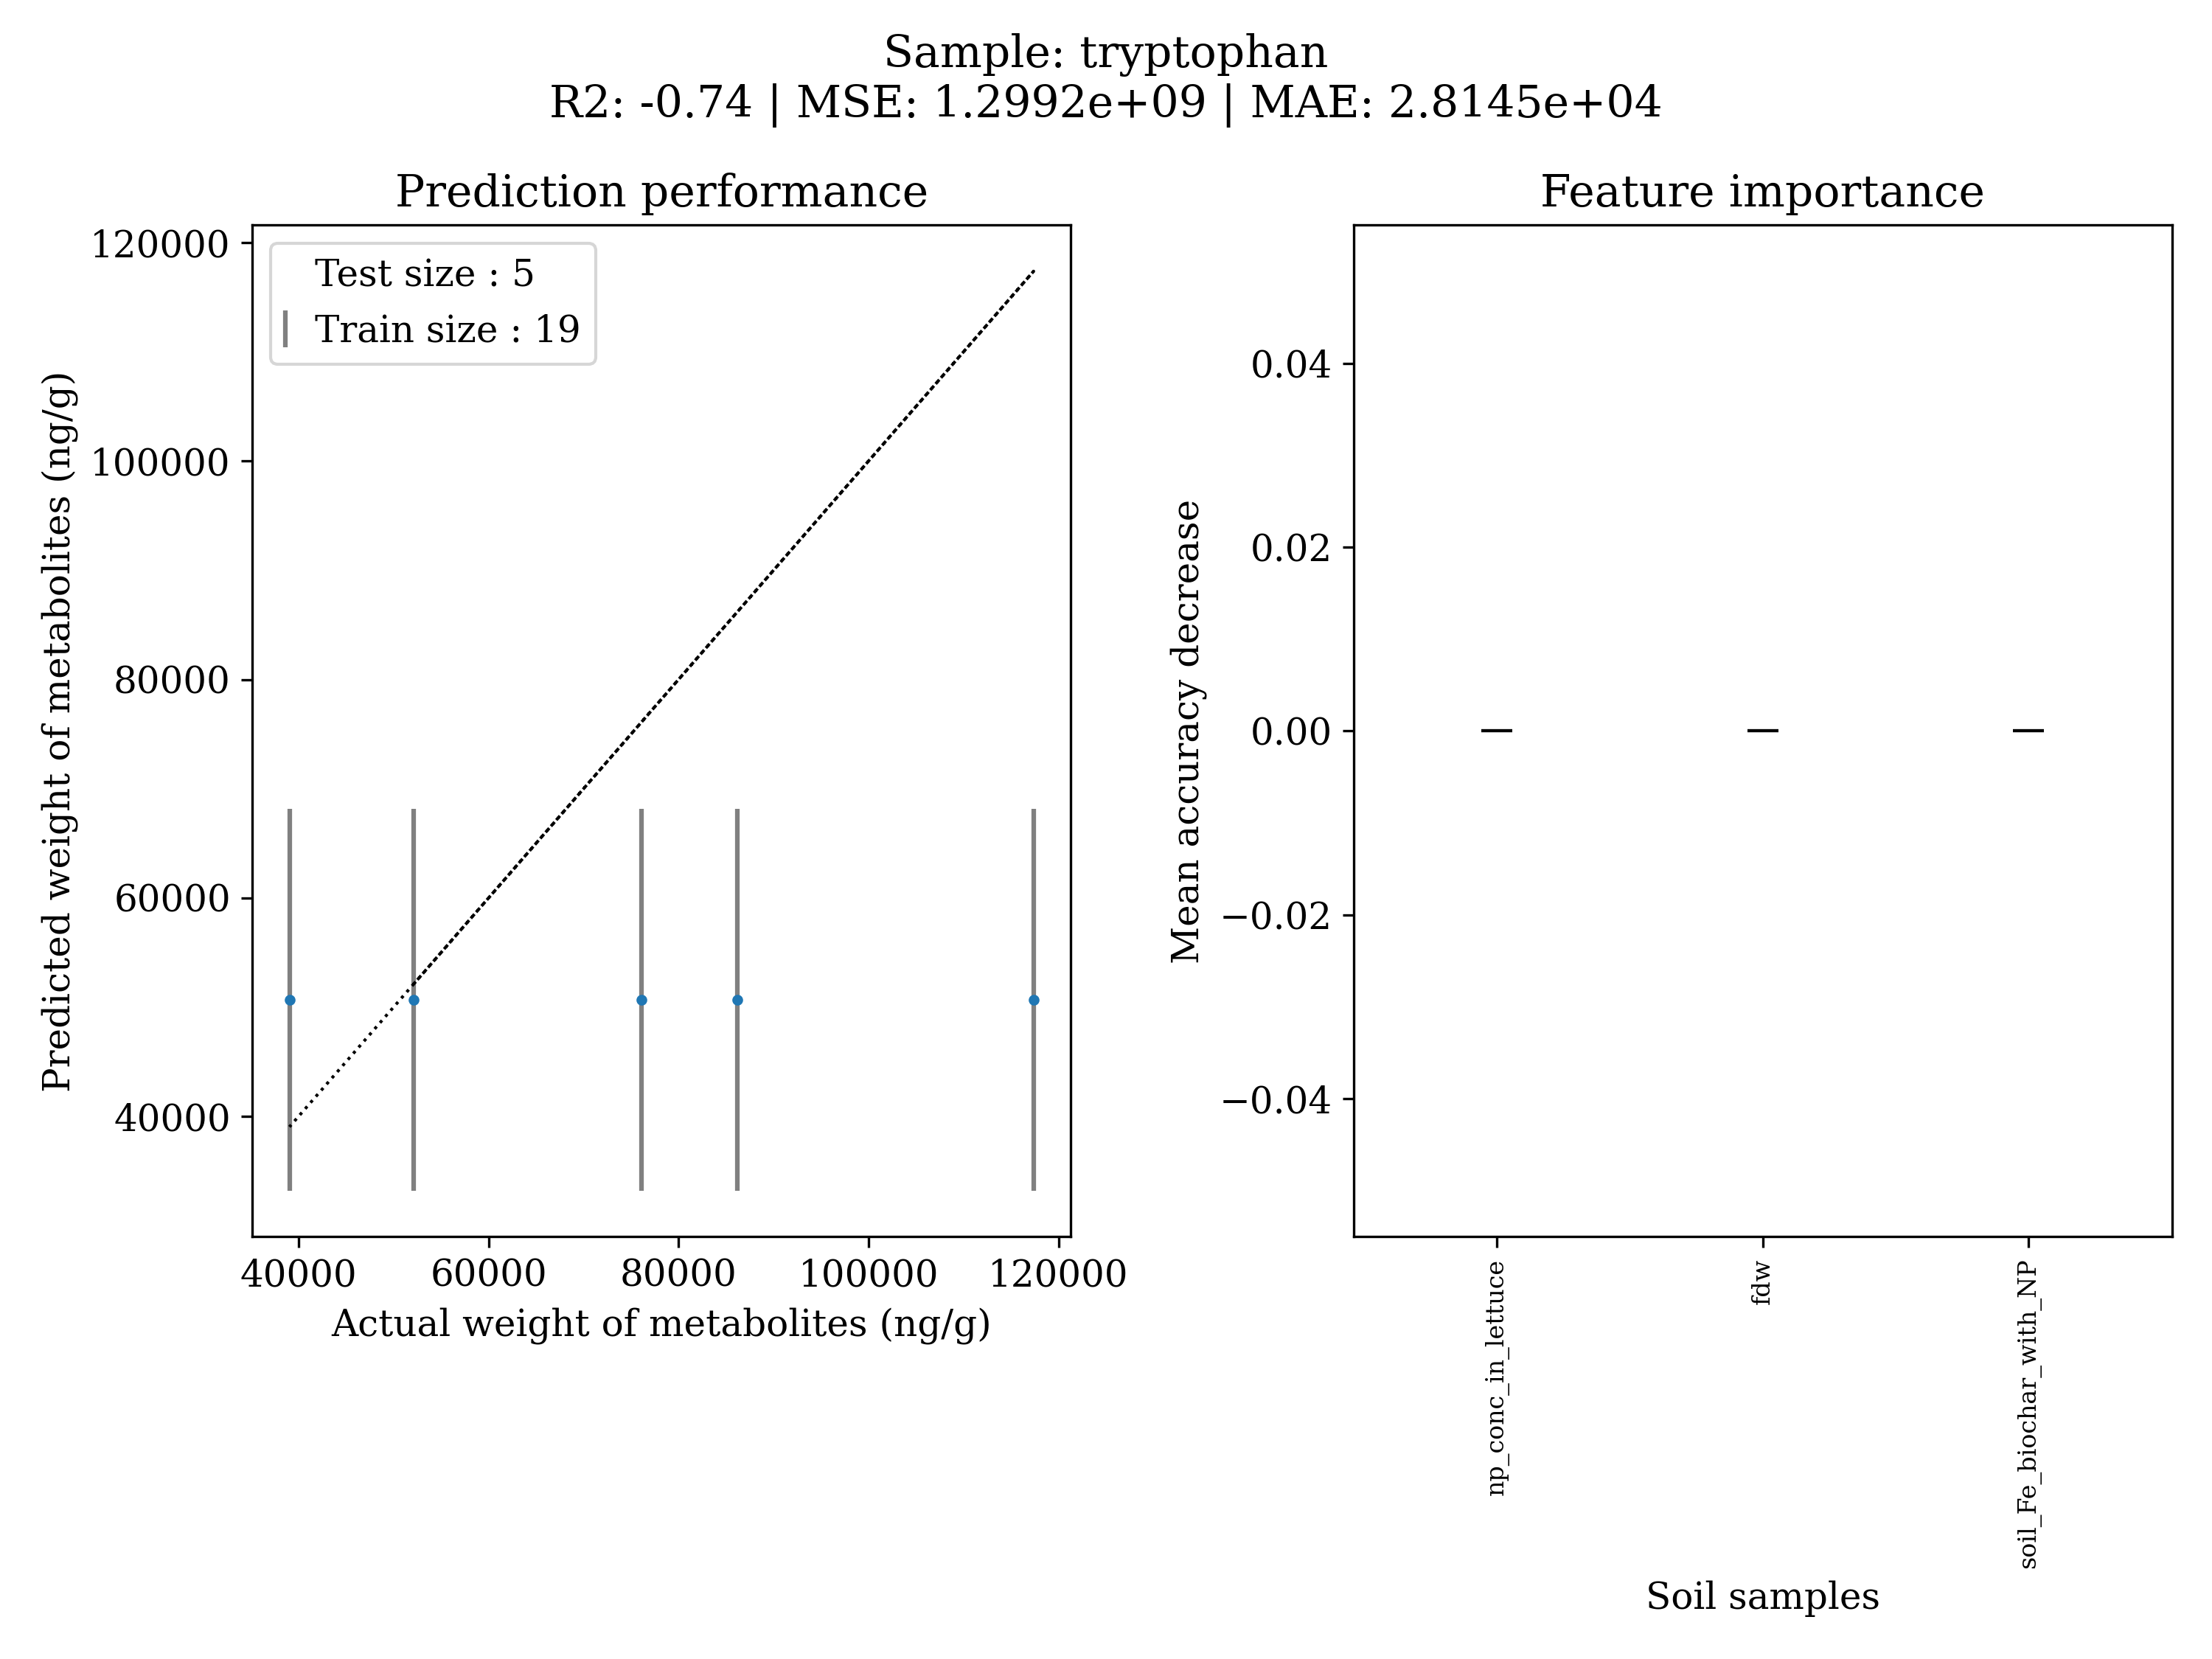 Sample: tryptophan
R2: -0.74 | MSE: 1.2992e+09 | MAE: 2.8145e+04
Prediction performance
Test size : 5
Train size : 19
120000
100000
80000
60000
40000
Predicted weight of metabolites (ng/g)
40000
60000
80000
100000
120000
Actual weight of metabolites (ng/g)
Feature importance
0.04
0.02
0.00
−0.02
−0.04
Mean accuracy decrease
np_conc_in_lettuce
fdw
soil_Fe_biochar_with_NP
Soil samples